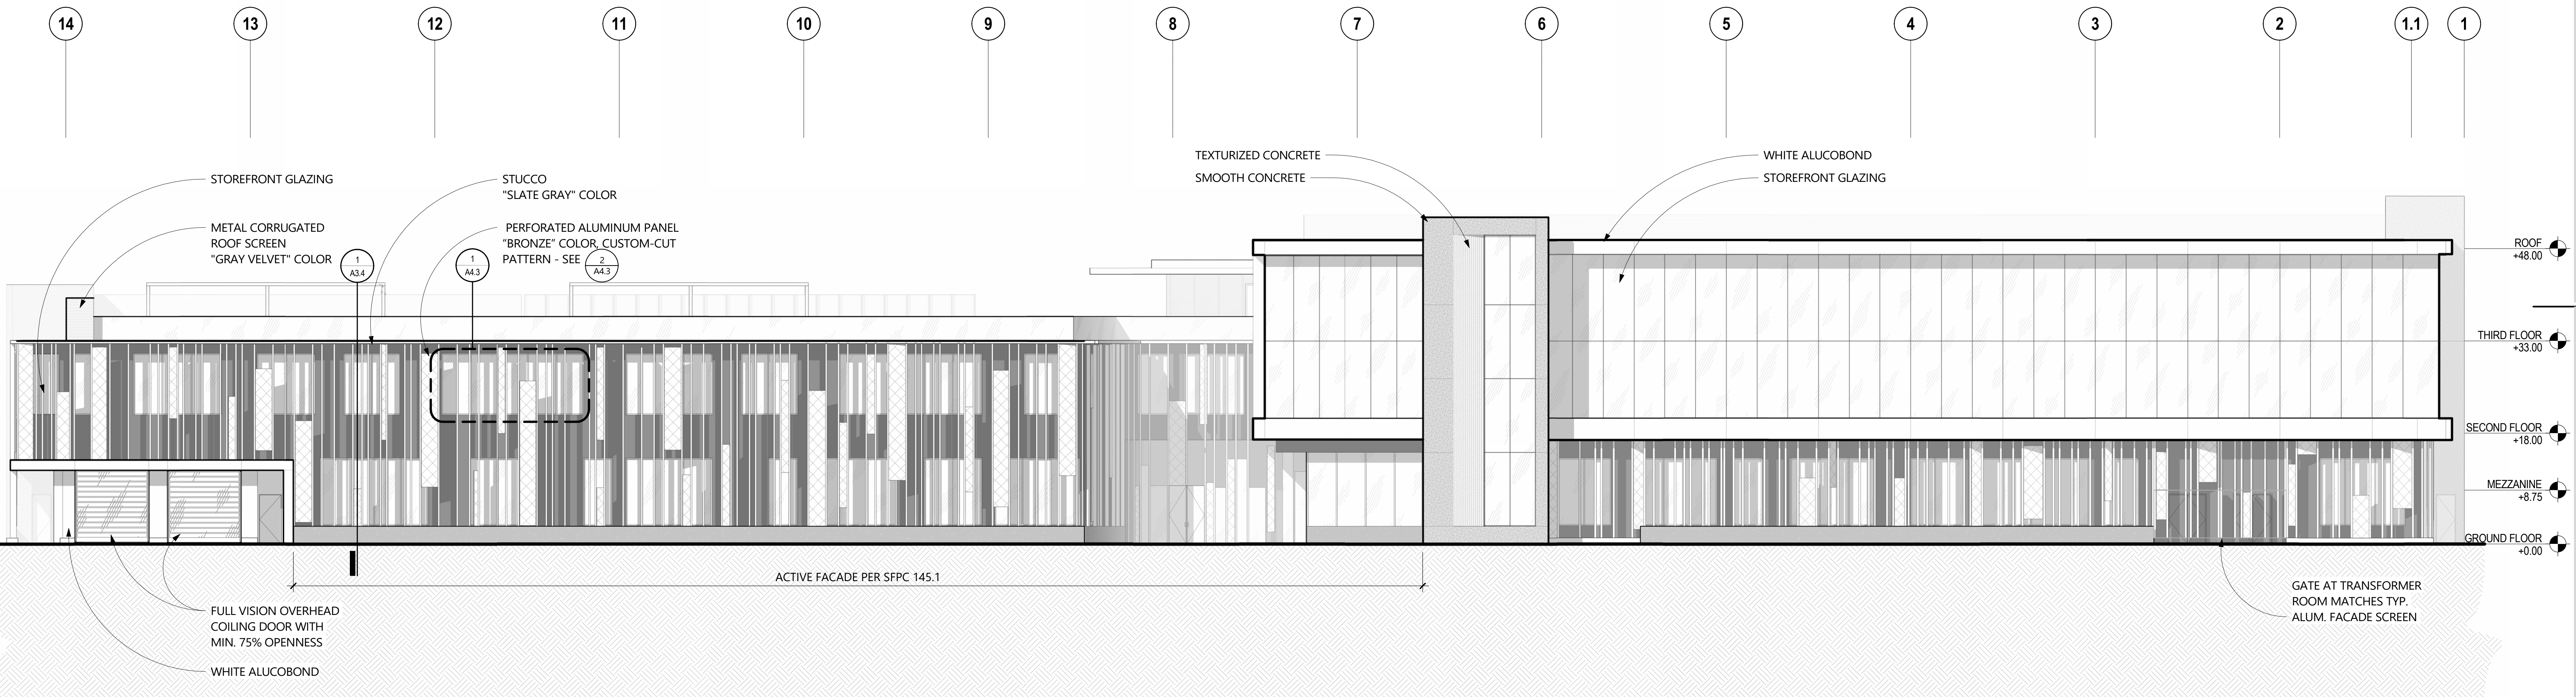 14
13
12
11
10
9
8
7
6
5
4
3
2
1.1
1
STOREFRONT GLAZING
METAL CORRUGATED
ROOF SCREEN
"GRAY VELVET" COLOR
1
A3.4
STUCCO
"SLATE GRAY" COLOR
PERFORATED ALUMINUM PANEL
"BRONZE" COLOR, CUSTOM-CUT
PATTERN - SEE
2
A4.3
1
A4.3
TEXTURIZED CONCRETE
SMOOTH CONCRETE
WHITE ALUCOBOND
STOREFRONT GLAZING
ROOF
+48.00
THIRD FLOOR
+33.00
SECOND FLOOR
+18.00
MEZZANINE
+8.75
GROUND FLOOR
+0.00
ACTIVE FACADE PER SFPC 145.1
FULL VISION OVERHEAD
COILING DOOR WITH
MIN. 75% OPENNESS
WHITE ALUCOBOND
GATE AT TRANSFORMER
ROOM MATCHES TYP.
ALUM. FACADE SCREEN